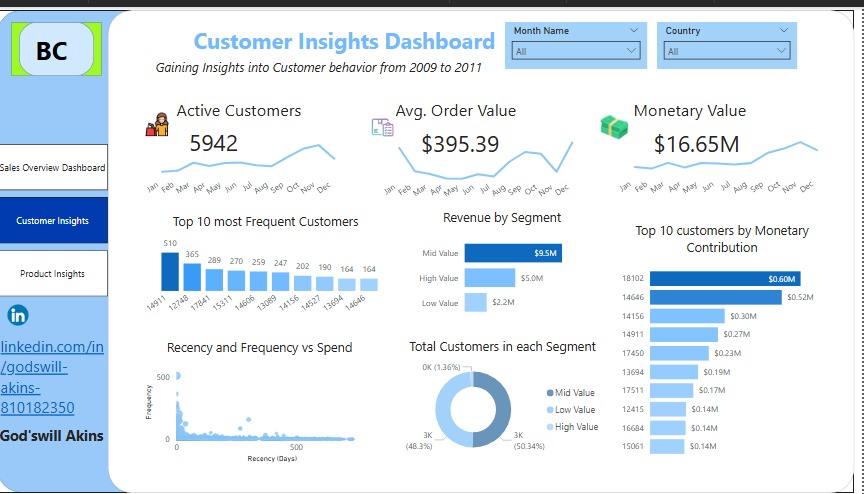 BC
Customer Insights Dashboard
Gaining Insights into Customer behavior from 2009 to 2011
Month Name
All
Country
All
Sales Overview Dashboard
Customer Insights
Product Insights
linkedin.com/in
/godswill-
akins-
810182350
God'swill Akins
Active Customers
5942
Jan Feb Mar Apr May Jun Jul Aug Sep Oct Nov Dec
Avg. Order Value
$395.39
Jan Feb Mar Apr May Jun Jul Aug Sep Oct Nov Dec
Monetary Value
$16.65M
Jan Feb Mar Apr May Jun Jul Aug Sep Oct Nov Dec
Top 10 most Frequent Customers
510 365 289 270 259 247 202 190 164 164
14911 12748 17841 15311 14606 13089 14156 14527 13694 14646
Revenue by Segment
Mid Value $9.5M
High Value $5.0M
Low Value $2.2M
Top 10 customers by Monetary
Contribution
18102 $0.60M
14646 $0.52M
14156 $0.30M
14911 $0.27M
17450 $0.23M
13694 $0.19M
17511 $0.17M
12415 $0.14M
16684 $0.14M
15061 $0.14M
Recency and Frequency vs Spend
Frequency
500
0
0 500
Recency (Days)
Total Customers in each Segment
0K (1.36%)
3K
(48.3%)
3K
(50.34%)
Mid Value
Low Value
High Value